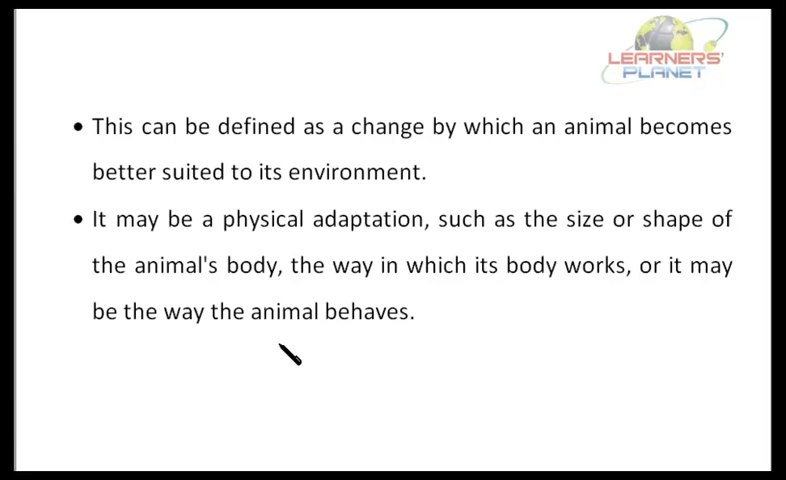 LEARNERS'
PLANET
• This can be defined as a change by which an animal becomes
better suited to its environment.
• It may be a physical adaptation, such as the size or shape of
the animal's body, the way in which its body works, or it may
be the way the animal behaves.